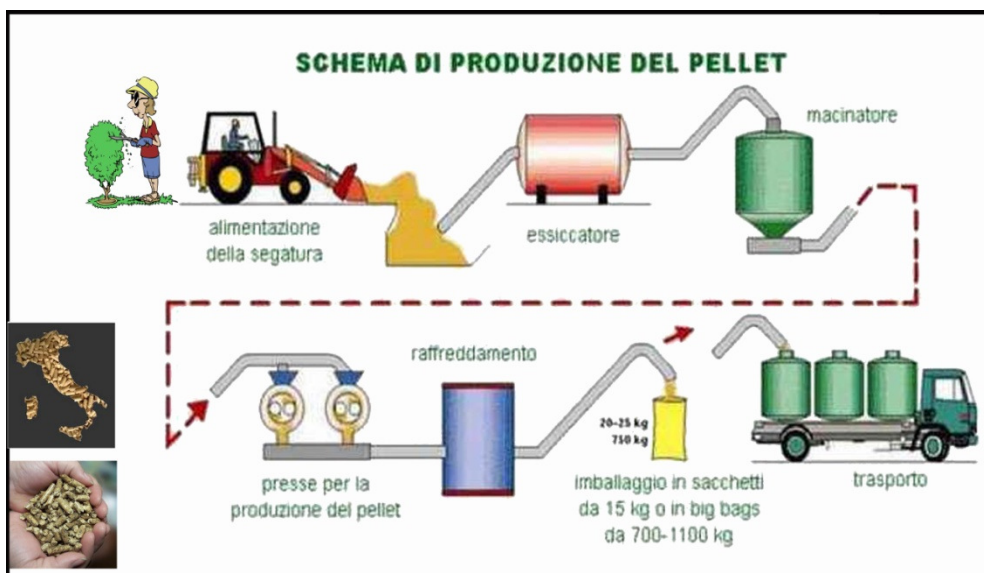 SCHEMA DI PRODUZIONE DEL PELLET
macinatore
alimentazione
della segatura
essiccatore
raffreddamento
20-25 kg
750 kg
presse per la
produzione del pellet
imballaggio in sacchetti
da 15 kg o in big bags
da 700-1100 kg
trasporto